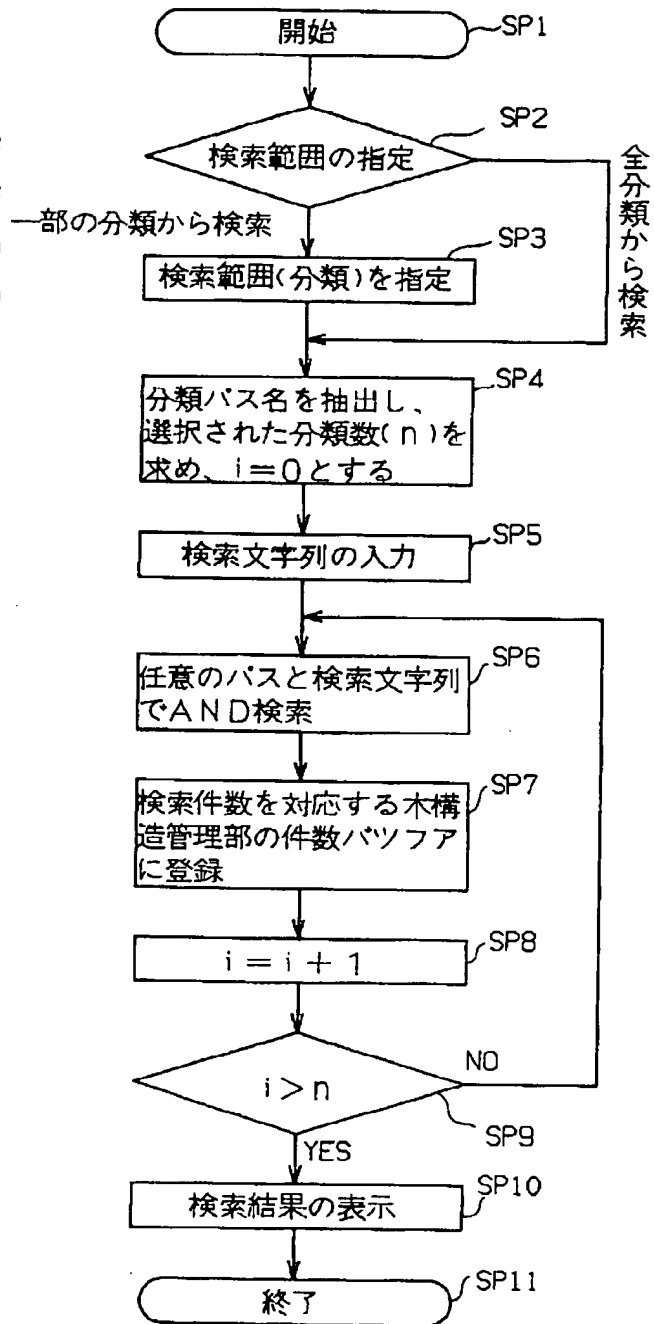 開始
SP1
SP2
検索範囲の指定
全分類から検索
一部の分類から検索
SP3
検索範囲(分類)を指定
SP4
分類パス名を抽出し、
選択された分類数(n)を
求め、i=0とする
SP5
検索文字列の入力
SP6
任意のパスと検索文字列
でAND検索
SP7
検索件数を対応する木構
造管理部の件数バツフア
に登録
SP8
i=i+1
i>n
NO
SP9
YES
SP10
検索結果の表示
SP11
終了